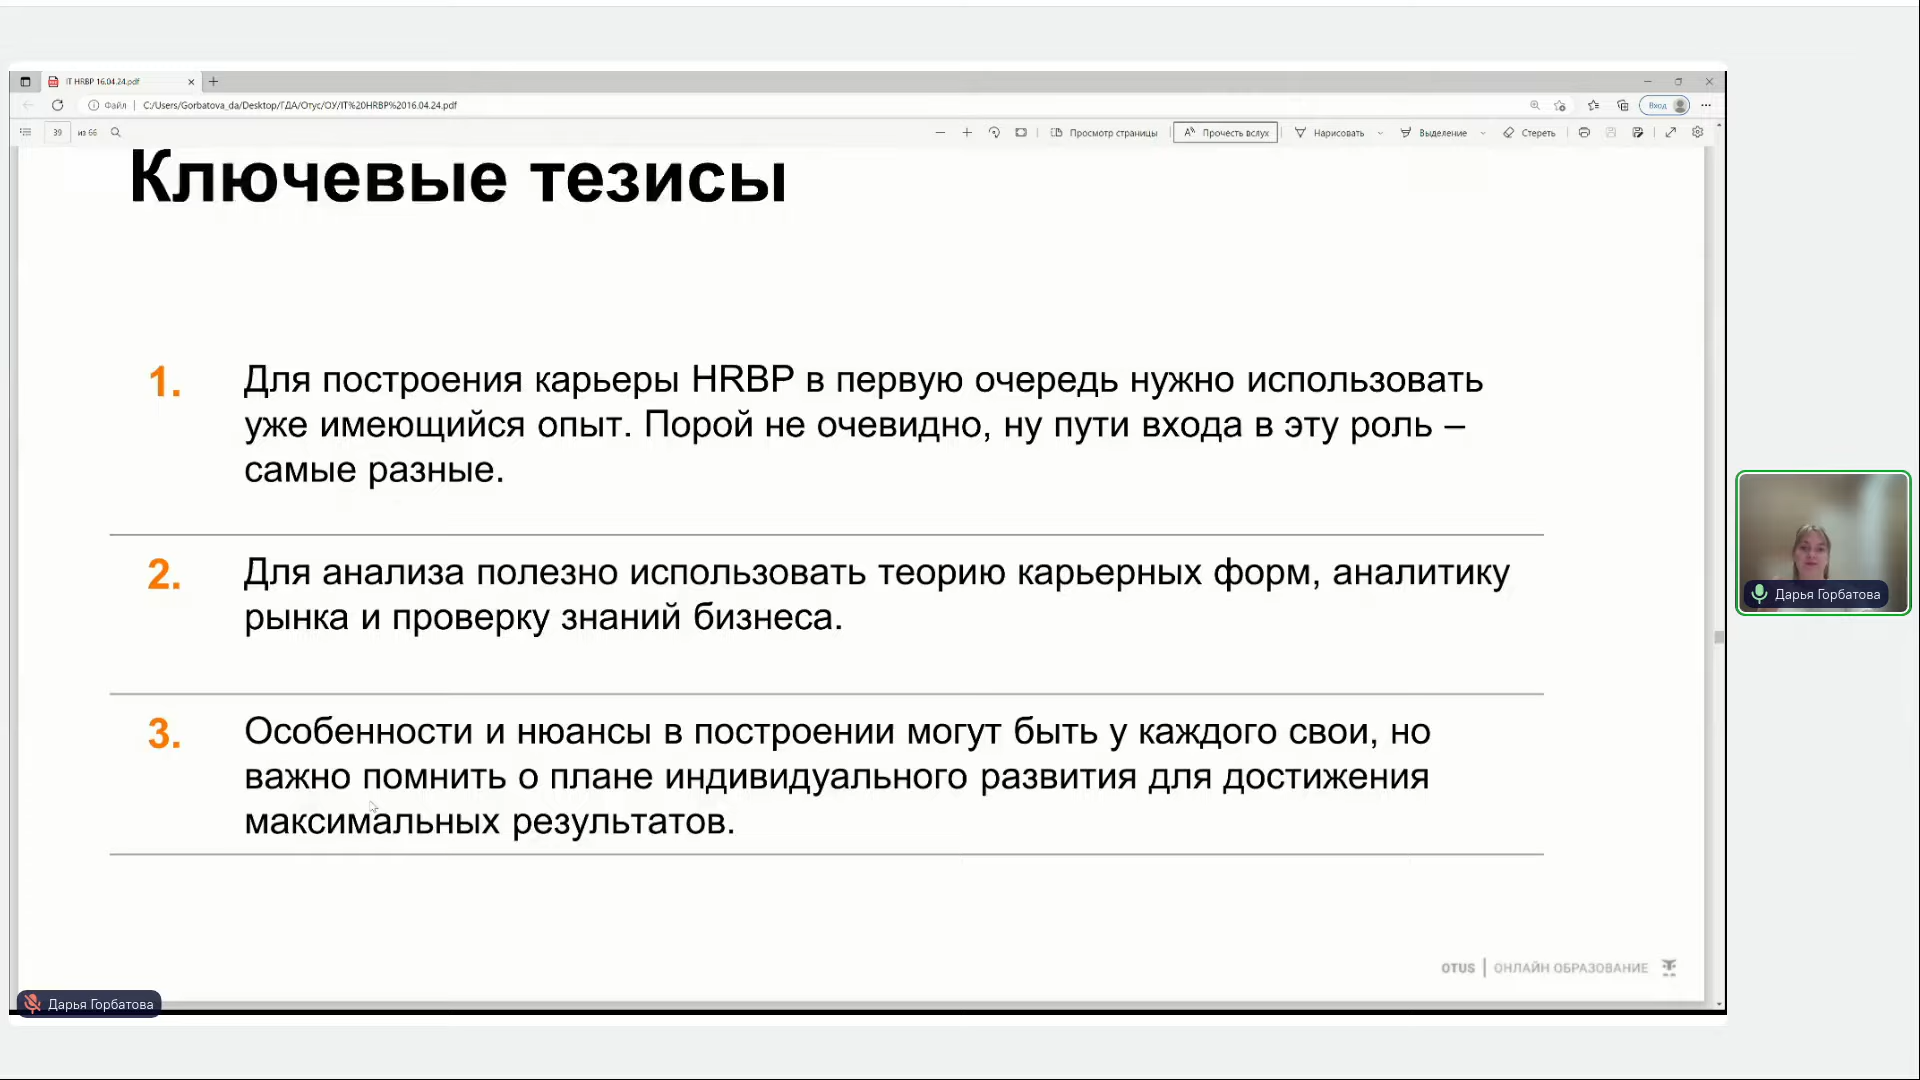 IT HRBP 16.04.24.pdf
Файл
C:/Users/Gorbatova_da/Desktop/ГДА/Отус/ОУ/IT%20HRBP%2016.04.24.pdf
Вход
39 из 66
Просмотр страницы
Прочесть вслух
Нарисовать
Выделение
Стереть
Ключевые тезисы
1. Для построения карьеры HRBP в первую очередь нужно использовать
уже имеющийся опыт. Порой не очевидно, ну пути входа в эту роль –
самые разные.
2. Для анализа полезно использовать теорию карьерных форм, аналитику
рынка и проверку знаний бизнеса.
3. Особенности и нюансы в построении могут быть у каждого свои, но
важно помнить о плане индивидуального развития для достижения
максимальных результатов.
OTUS | ОНЛАЙН ОБРАЗОВАНИЕ
Дарья Горбатова
Дарья Горбатова